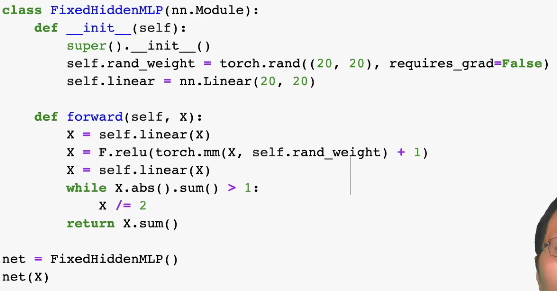 class FixedHiddenMLP(nn.Module):
    def __init__(self):
        super().__init__()
        self.rand_weight = torch.rand((20, 20), requires_grad=False)
        self.linear = nn.Linear(20, 20)

    def forward(self, X):
        X = self.linear(X)
        X = F.relu(torch.mm(X, self.rand_weight) + 1)
        X = self.linear(X)
        while X.abs().sum() > 1:
            X /= 2
        return X.sum()

net = FixedHiddenMLP()
net(X)